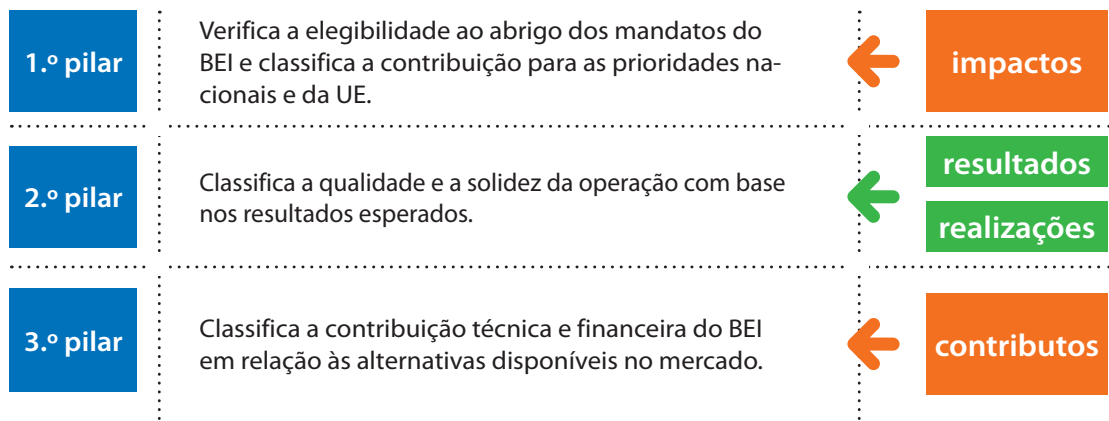 1.º pilar
Verifica a elegibilidade ao abrigo dos mandatos do
BEI e classifica a contribuição para as prioridades na-
cionais e da UE.
impactos
2.º pilar
Classifica a qualidade e a solidez da operação com base
nos resultados esperados.
resultados
realizações
3.º pilar
Classifica a contribuição técnica e financeira do BEI
em relação às alternativas disponíveis no mercado.
contributos